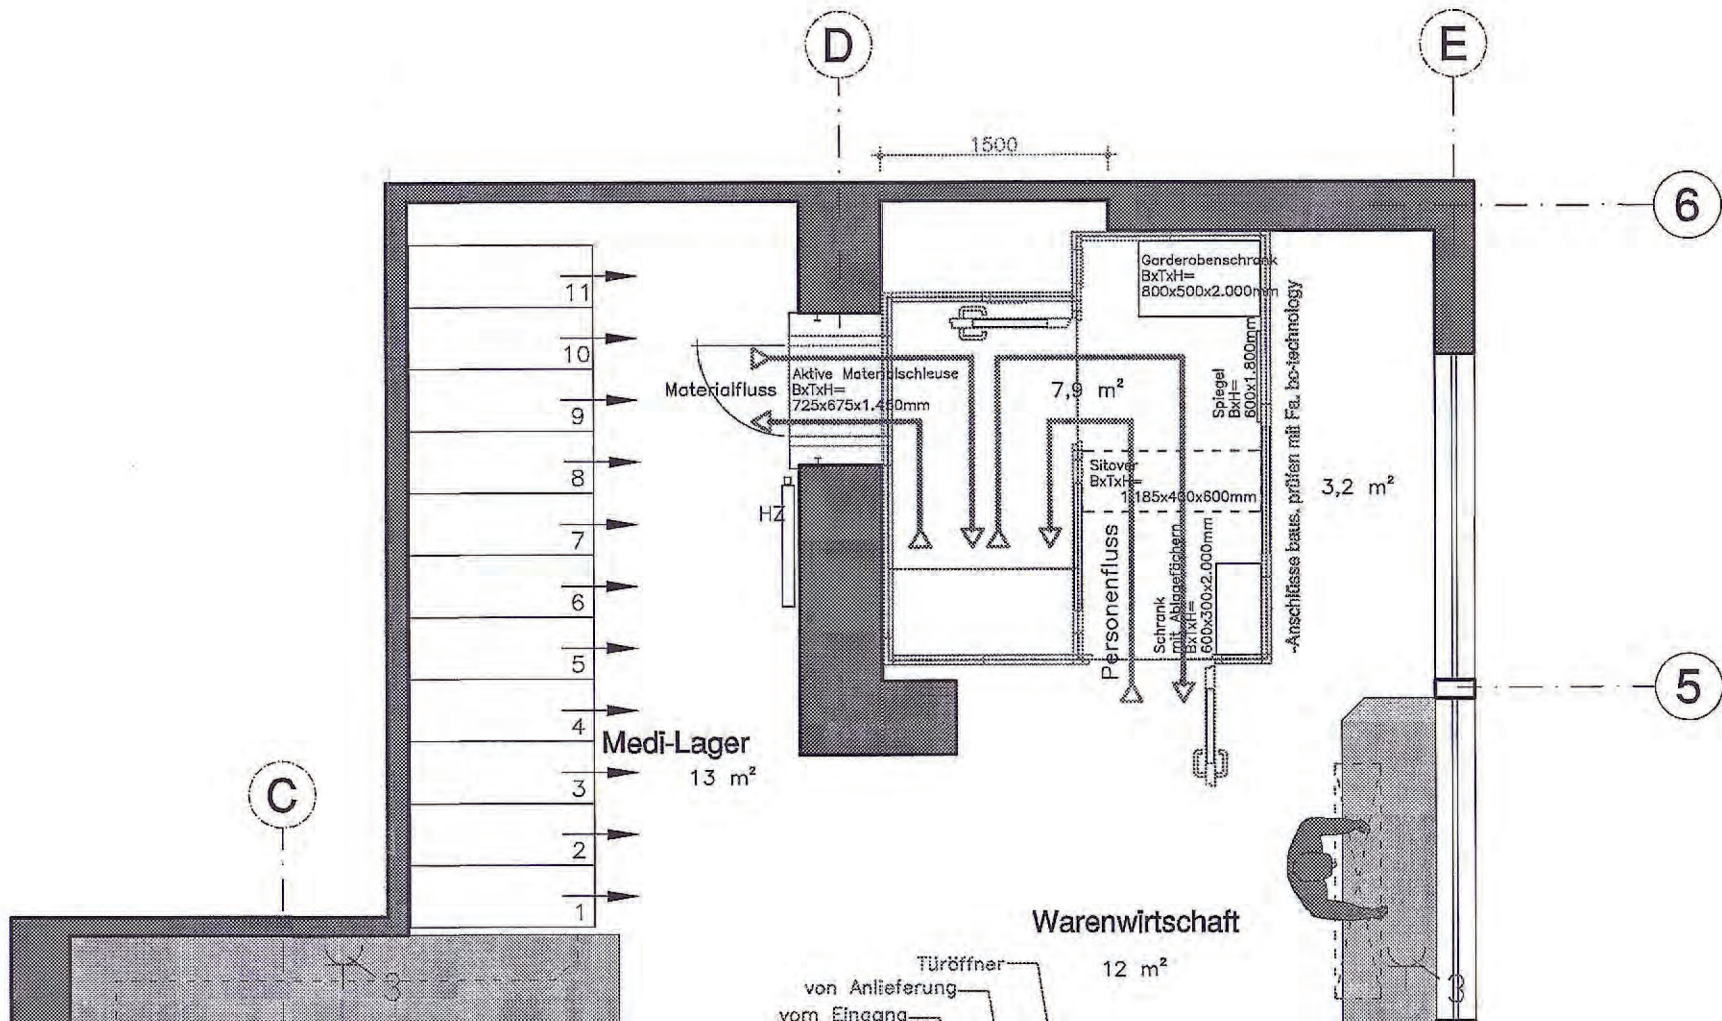 D
E
1500
6
Garderobenschrank
BxTxH=
800x500x2.000mm
11
10
9
8
7
6
5
4
3
2
1
Materialfluss
Aktive Materialschleuse
BxTxH=
725x675x1.450mm
7,9 m²
Spiegel
BxH=
600x1.800mm
-Anschlüsse baus. prüfen mit Fa. bc-technology
Sitover
BxTxH=
1.185x400x600mm
3,2 m²
HZ
Personenfluss
Schrank
mit Ablagefächern
BxTxH=
600x300x2.000mm
5
Medi-Lager
13 m²
C
Warenwirtschaft
12 m²
Türöffner
von Anlieferung
vom Eingang
3
3